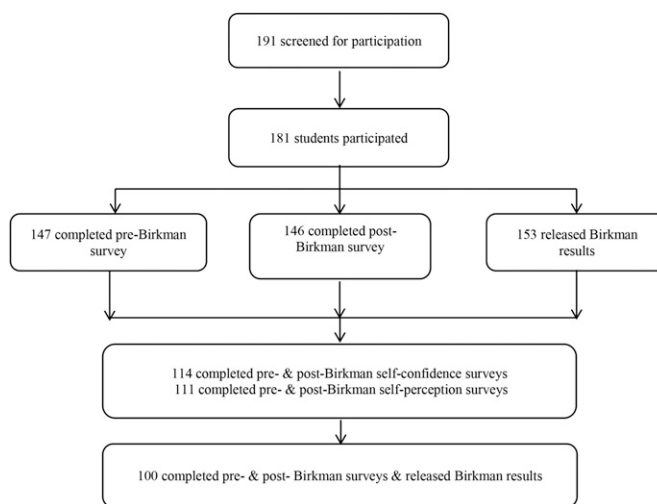 191 screened for participation
181 students participated
147 completed pre-Birkman
survey
146 completed post-
Birkman survey
153 released Birkman
results
114 completed pre- & post-Birkman self-confidence surveys
111 completed pre- & post-Birkman self-perception surveys
100 completed pre- & post- Birkman surveys & released Birkman results